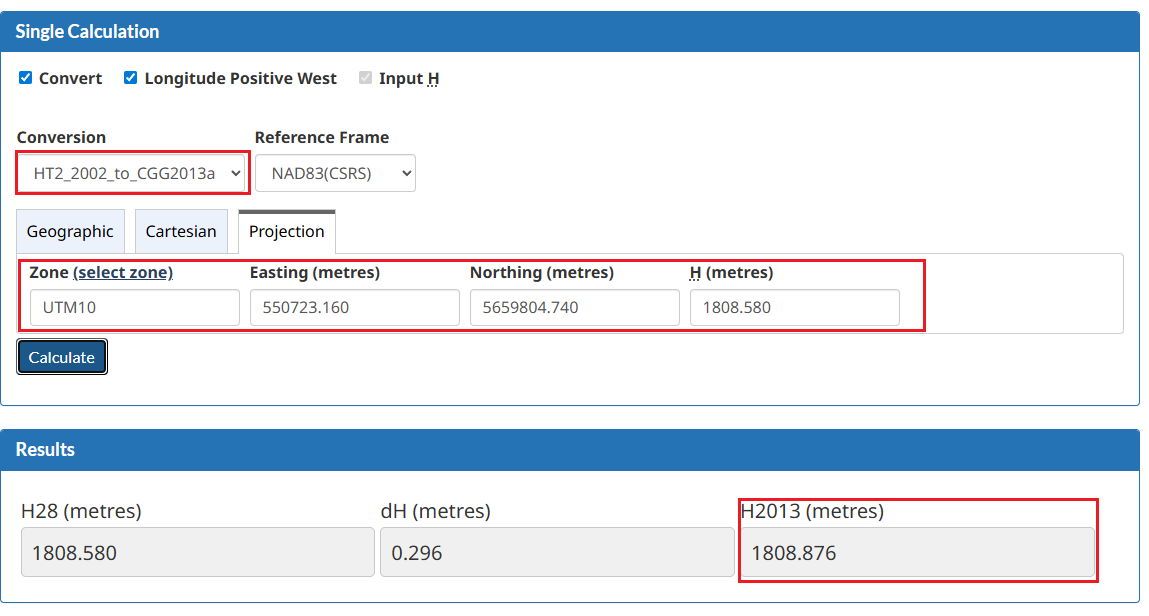 Single Calculation
Convert Longitude Positive West Input H
Conversion Reference Frame
HT2_2002_to_CGG2013a NAD83(CSRS)
Geographic Cartesian Projection
Zone (select zone) Easting (metres) Northing (metres) H (metres)
UTM10 550723.160 5659804.740 1808.580
Calculate
Results
H28 (metres) dH (metres) H2013 (metres)
1808.580 0.296 1808.876